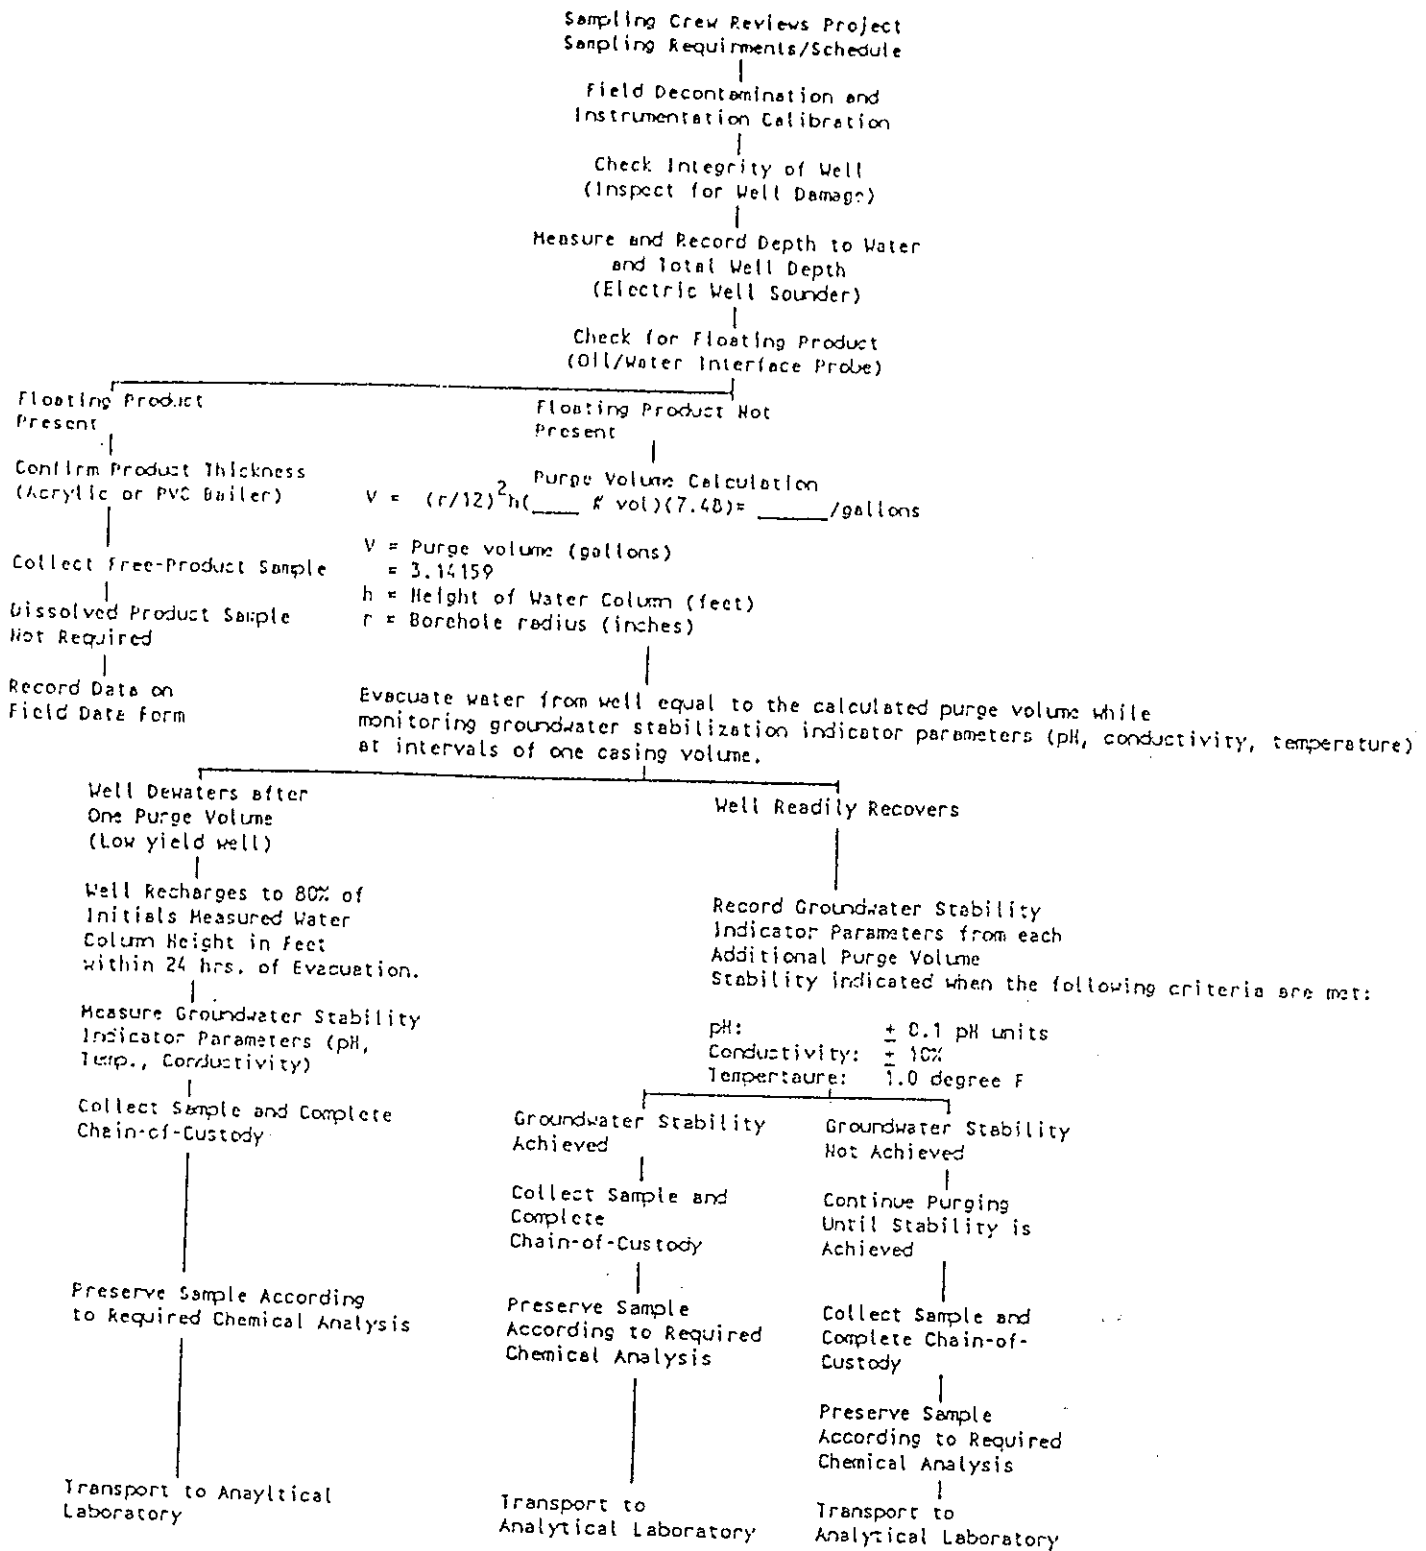 Sampling Crew Reviews Project
Sampling Requirments/Schedule
Field Decontamination and
Instrumentation Calibration
Check Integrity of Well
(Inspect for Well Damage)
Measure and Record Depth to Water
and Total Well Depth
(Electric Well Sounder)
Check for Floating Product
(Oil/Water Interface Probe)
Floating Product
Present
Confirm Product Thickness
(Acrylic or PVC Bailer)
Collect Free-Product Sample
Dissolved Product Sample
Not Required
Record Data on
Field Data Form
Floating Product Not
Present
Purge Volume Calculation
V = (r/12)²h(____ # vol)(7.48)= ______/gallons
V = Purge volume (gallons)
= 3.14159
h = Height of Water Column (feet)
r = Borehole radius (inches)
Evacuate water from well equal to the calculated purge volume while
monitoring groundwater stabilization indicator parameters (pH, conductivity, temperature)
at intervals of one casing volume.
Well Dewaters after
One Purge Volume
(Low yield well)
Well Recharges to 80% of
Initials Measured Water
Colum Height in Feet
within 24 hrs. of Evacuation.
Measure Groundwater Stability
Indicator Parameters (pH,
Temp., Conductivity)
Collect Sample and Complete
Chain-of-Custody
Preserve Sample According
to Required Chemical Analysis
Transport to Anayltical
Laboratory
Well Readily Recovers
Record Groundwater Stability
Indicator Parameters from each
Additional Purge Volume
Stability indicated when the following criteria are met:
pH: ± 0.1 pH units
Conductivity: ± 10%
Tempertaure: 1.0 degree F
Groundwater Stability
Achieved
Collect Sample and
Complete
Chain-of-Custody
Preserve Sample
According to Required
Chemical Analysis
Transport to
Analytical Laboratory
Groundwater Stability
Not Achieved
Continue Purging
Until Stability is
Achieved
Collect Sample and
Complete Chain-of-
Custody
Preserve Sample
According to Required
Chemical Analysis
Transport to
Analytical Laboratory